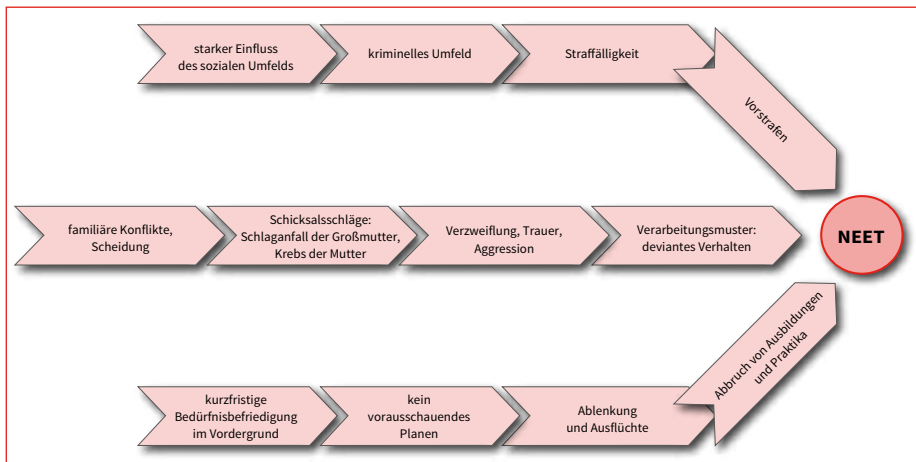 starker Einfluss
des sozialen Umfelds
kriminelles Umfeld
Straffälligkeit
Vorstrafen
familiäre Konflikte,
Scheidung
Schicksalsschläge:
Schlaganfall der Großmutter,
Krebs der Mutter
Verzweiflung, Trauer,
Aggression
Verarbeitungsmuster:
deviantes Verhalten
NEET
kurzfristige
Bedürfnisbefriedigung
im Vordergrund
kein
vorausschauendes
Planen
Ablenkung
und Ausflüchte
Abbruch von Ausbildungen
und Praktika